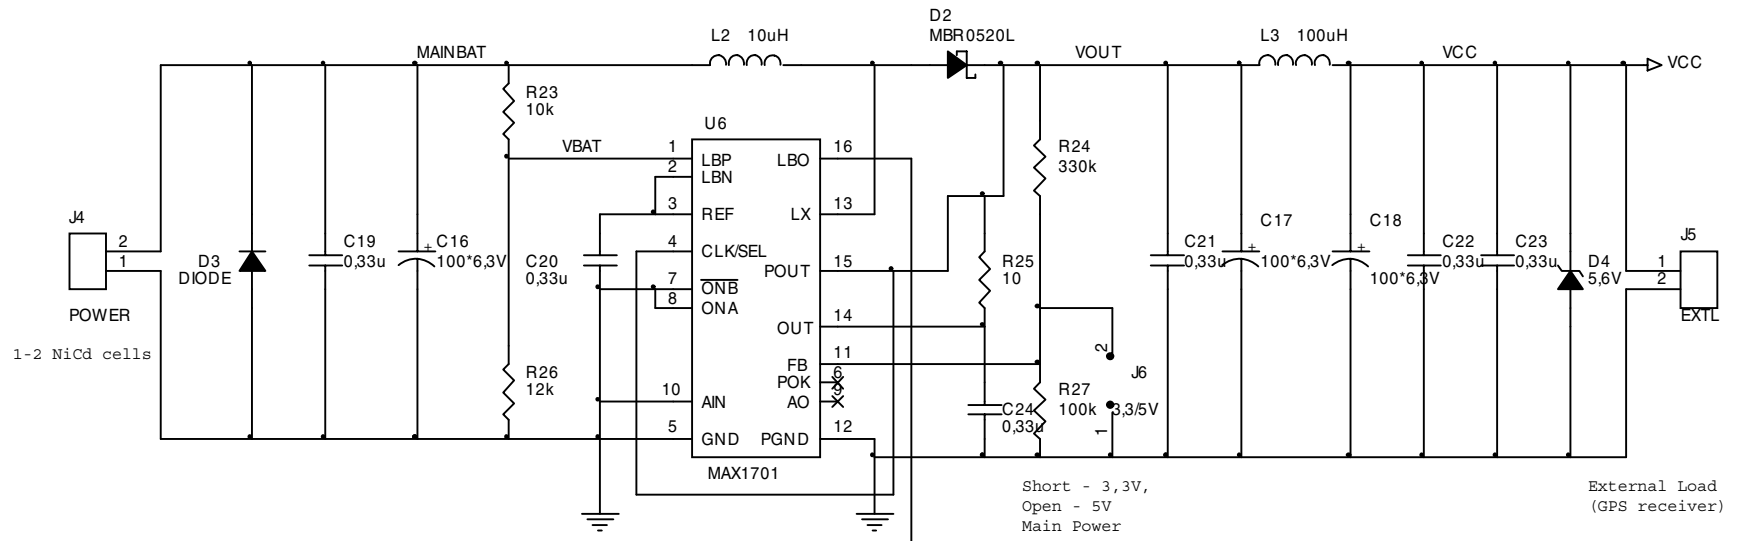 D2
MBR0520L
L2 10uH
L3 100uH
MAINBAT
VOUT
VCC
VCC
R23
10k
U6
VBAT
1
LBP
LBO
16
2
LBN
R24
330k
J4
3
REF
LX
13
2
1
4
CLK/SEL
D3
DIODE
C19
0,33u
+
C16
100*6,3V
C20
0,33u
POUT
15
R25
10
C21
0,33u
+
C17
100*6,3V
+
C18
100*6,3V
C22
0,33u
C23
0,33u
D4
5,6V
J5
1
2
EXTL
7
ONB
8
ONA
POWER
OUT
14
1-2 NiCd cells
FB
11
2
POK
6
J6
R26
12k
10
AIN
AO
9
C24
0,33u
R27
100k
3,3/5V
1
5
GND
PGND
12
MAX1701
Short - 3,3V,
Open - 5V
Main Power
External Load
(GPS receiver)